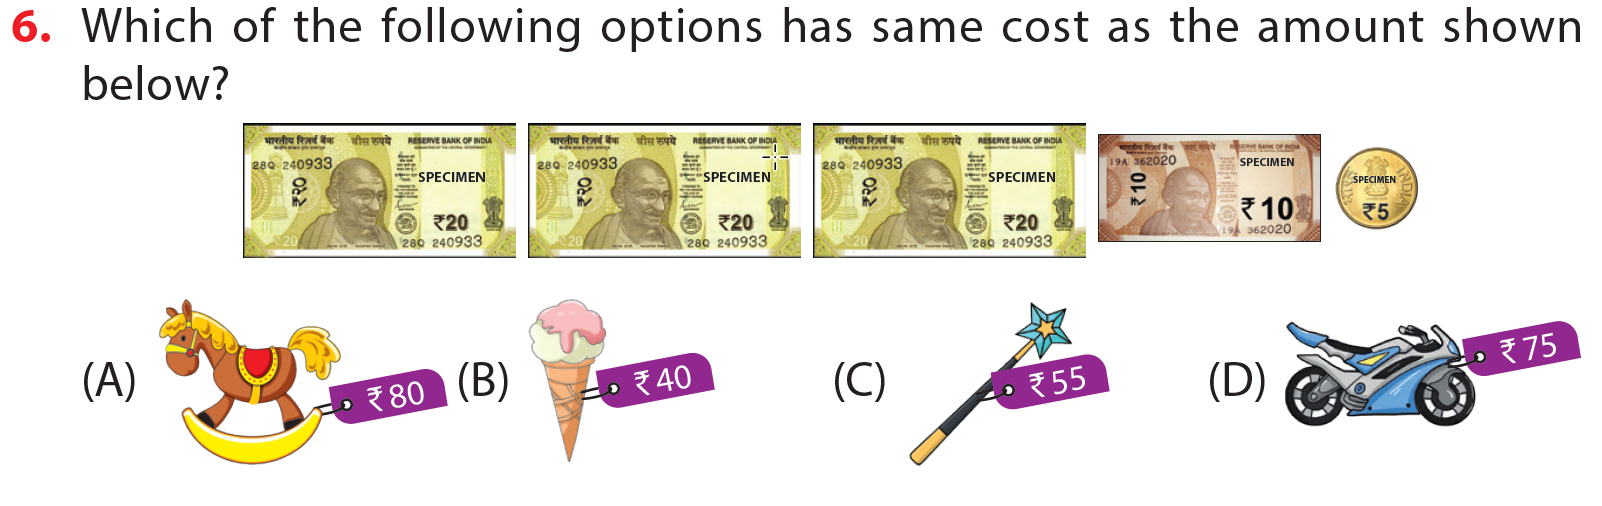 6. Which of the following options has same cost as the amount shown
below?
भारतीय रिज़र्व बैंक बीस रुपये RESERVE BANK OF INDIA
28Q 240933
₹20
SPECIMEN
₹20
20
28Q 240933
भारतीय रिज़र्व बैंक बीस रुपये RESERVE BANK OF INDIA
28Q 240933
₹20
SPECIMEN
₹20
20
28Q 240933
भारतीय रिज़र्व बैंक बीस रुपये RESERVE BANK OF INDIA
28Q 240933
₹20
SPECIMEN
₹20
20
28Q 240933
भारतीय रिज़र्व बैंक RESERVE BANK OF INDIA
19A 362020
SPECIMEN
₹10
₹10
19A 362020
SPECIMEN
INDIA
₹5
(A) ₹80 (B) ₹40 (C) ₹55 (D) ₹75